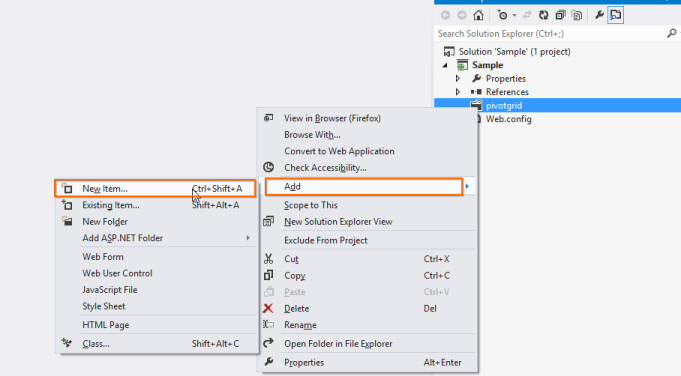 Search Solution Explorer (Ctrl+;)
Solution 'Sample' (1 project)
Sample
Properties
References
pivotgrid
Web.config
View in Browser (Firefox)
Browse With...
Convert to Web Application
Check Accessibility...
Add
Scope to This
New Solution Explorer View
Exclude From Project
Cut Ctrl+X
Copy Ctrl+C
Paste Ctrl+V
Delete Del
Rename
Open Folder in File Explorer
Properties Alt+Enter
New Item... Ctrl+Shift+A
Existing Item... Shift+Alt+A
New Folder
Add ASP.NET Folder
Web Form
Web User Control
JavaScript File
Style Sheet
HTML Page
Class... Shift+Alt+C